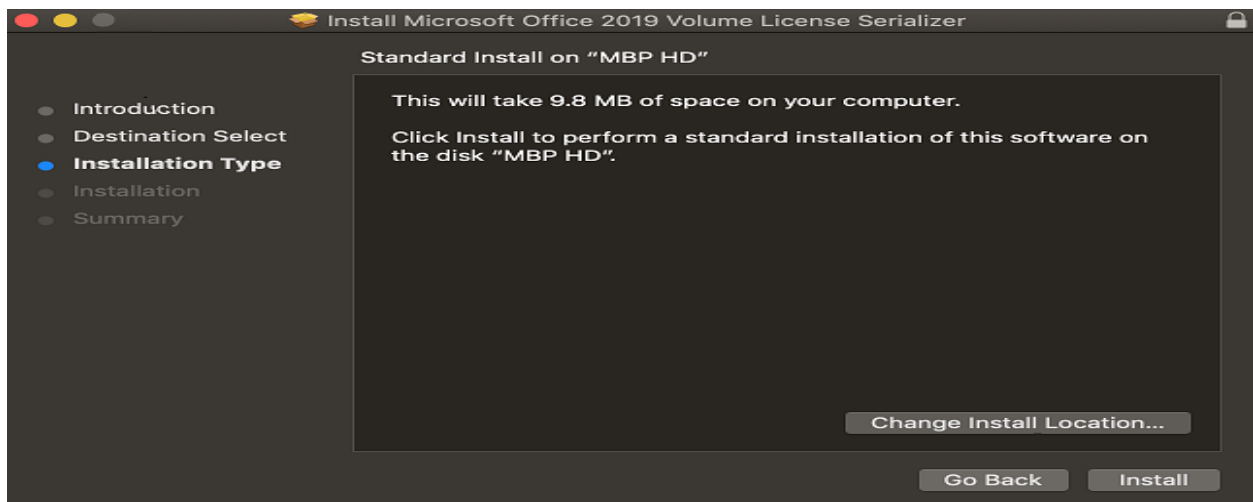 Install Microsoft Office 2019 Volume License Serializer
Standard Install on “MBP HD”
Introduction
Destination Select
Installation Type
Installation
Summary
This will take 9.8 MB of space on your computer.
Click Install to perform a standard installation of this software on
the disk “MBP HD”.
Change Install Location...
Go Back
Install